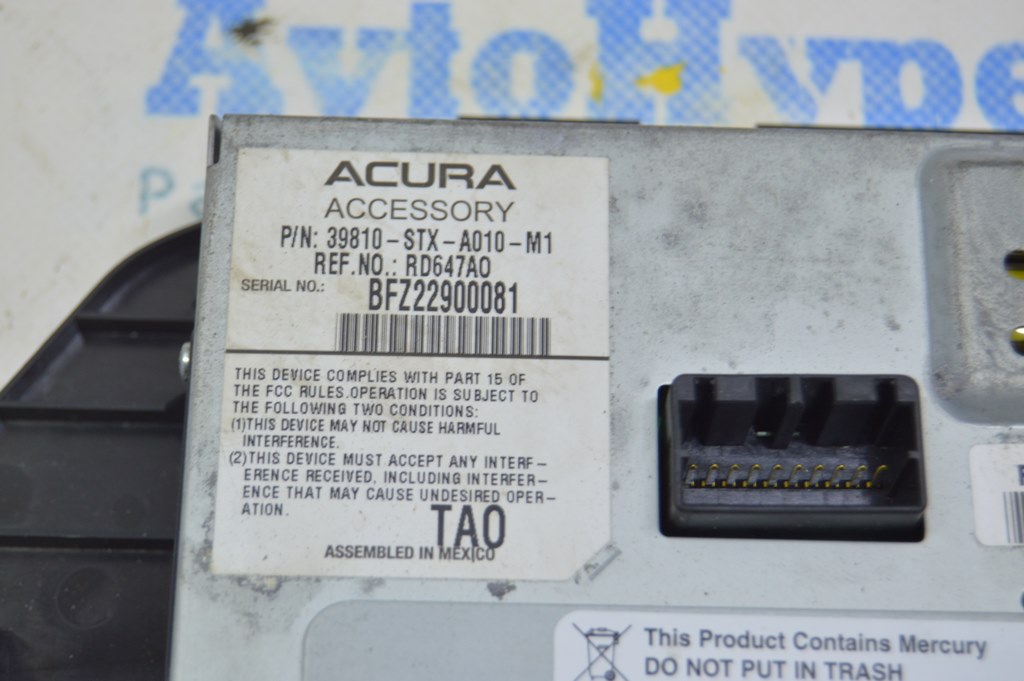 AvtoHype
ACURA
ACCESSORY
P/N: 39810-STX-A010-M1
REF.NO.: RD647A0
SERIAL NO.: BFZ22900081
THIS DEVICE COMPLIES WITH PART 15 OF
THE FCC RULES.OPERATION IS SUBJECT TO
THE FOLLOWING TWO CONDITIONS:
(1)THIS DEVICE MAY NOT CAUSE HARMFUL
INTERFERENCE.
(2)THIS DEVICE MUST ACCEPT ANY INTERF-
ERENCE RECEIVED, INCLUDING INTERFER-
ENCE THAT MAY CAUSE UNDESIRED OPER-
ATION.
TA0
ASSEMBLED IN MEXICO
This Product Contains Mercury
DO NOT PUT IN TRASH